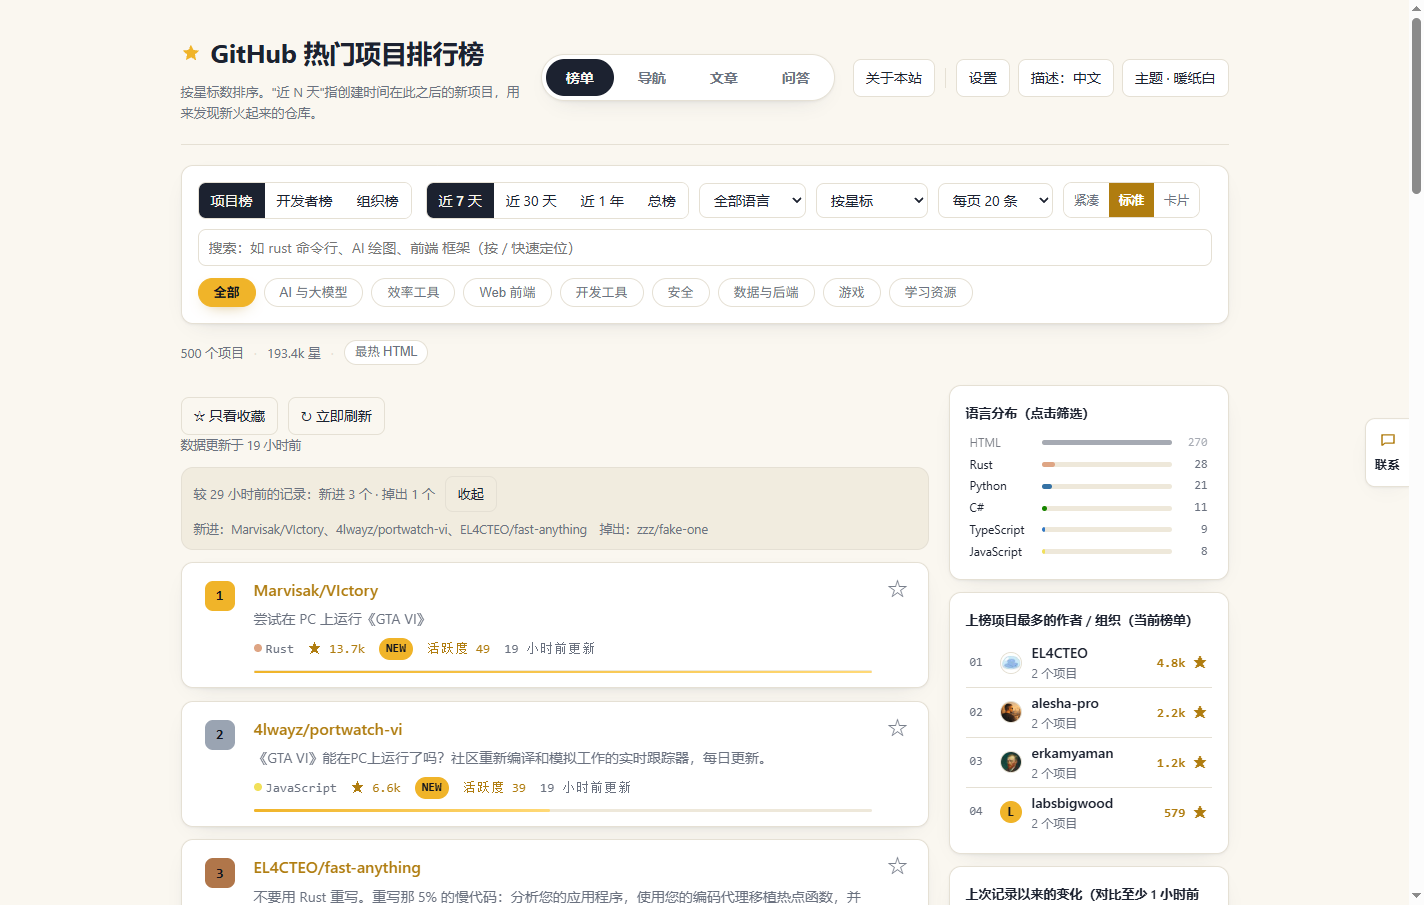 GitHub 热门项目排行榜
按星标数排序。"近 N 天"指创建时间在此之后的新项目，用
来发现新火起来的仓库。
榜单 导航 文章 问答
关于本站 设置 描述：中文 主题 · 暖纸白
项目榜 开发者榜 组织榜 近 7 天 近 30 天 近 1 年 总榜 全部语言 按星标 每页 20 条 紧凑 标准 卡片
搜索：如 rust 命令行、AI 绘图、前端 框架（按 / 快速定位）
全部 AI 与大模型 效率工具 Web 前端 开发工具 安全 数据与后端 游戏 学习资源
500 个项目 · 193.4k 星 · 最热 HTML
☆ 只看收藏 ↻ 立即刷新
数据更新于 19 小时前
较 29 小时前的记录：新进 3 个 · 掉出 1 个 收起
新进：Marvisak/VIctory、4lwayz/portwatch-vi、EL4CTEO/fast-anything 掉出：zzz/fake-one
1 Marvisak/VIctory
尝试在 PC 上运行《GTA VI》
Rust ★ 13.7k NEW 活跃度 49 19 小时前更新
2 4lwayz/portwatch-vi
《GTA VI》能在PC上运行了吗？社区重新编译和模拟工作的实时跟踪器，每日更新。
JavaScript ★ 6.6k NEW 活跃度 39 19 小时前更新
3 EL4CTEO/fast-anything
不要用 Rust 重写。重写那 5% 的慢代码：分析您的应用程序，使用您的编码代理移植热点函数，并
语言分布（点击筛选）
HTML 270
Rust 28
Python 21
C# 11
TypeScript 9
JavaScript 8
上榜项目最多的作者 / 组织（当前榜单）
01 EL4CTEO 4.8k ★
2 个项目
02 alesha-pro 2.2k ★
2 个项目
03 erkamyaman 1.2k ★
2 个项目
04 L labsbigwood 579 ★
2 个项目
上次记录以来的变化（对比至少 1 小时前
联系